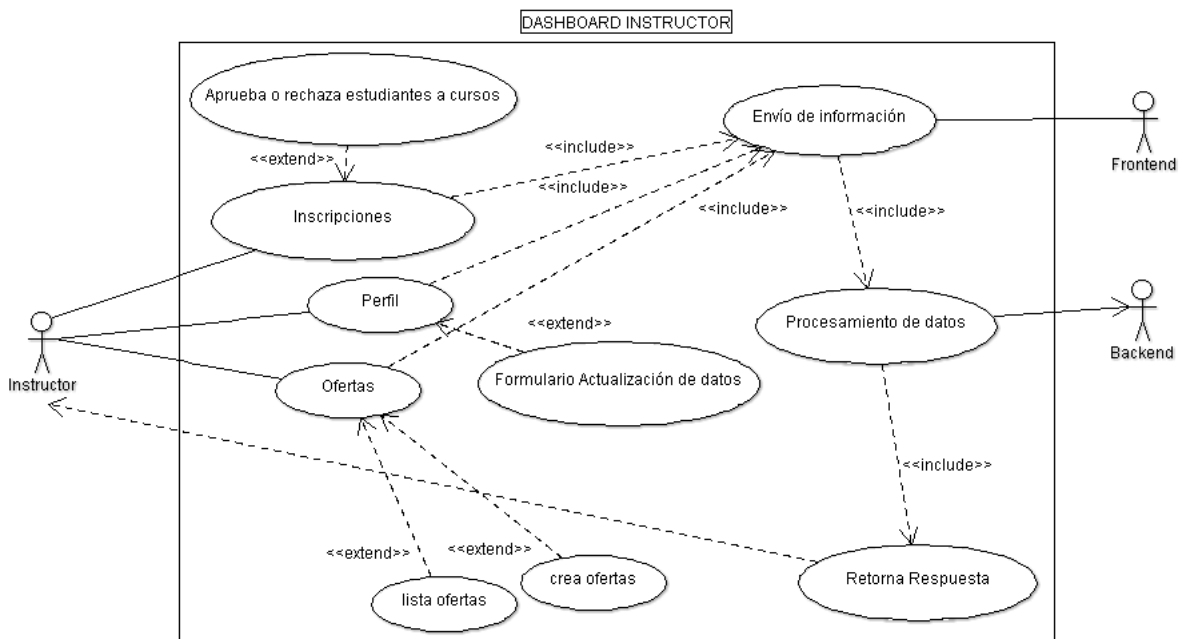 DASHBOARD INSTRUCTOR
Aprueba o rechaza estudiantes a cursos
Envío de información
Frontend
<<extend>>
<<include>>
<<include>>
<<include>>
<<include>>
Inscripciones
Perfil
Procesamiento de datos
Backend
<<extend>>
Instructor
Ofertas
Formulario Actualización de datos
<<include>>
<<extend>>
<<extend>>
crea ofertas
lista ofertas
Retorna Respuesta